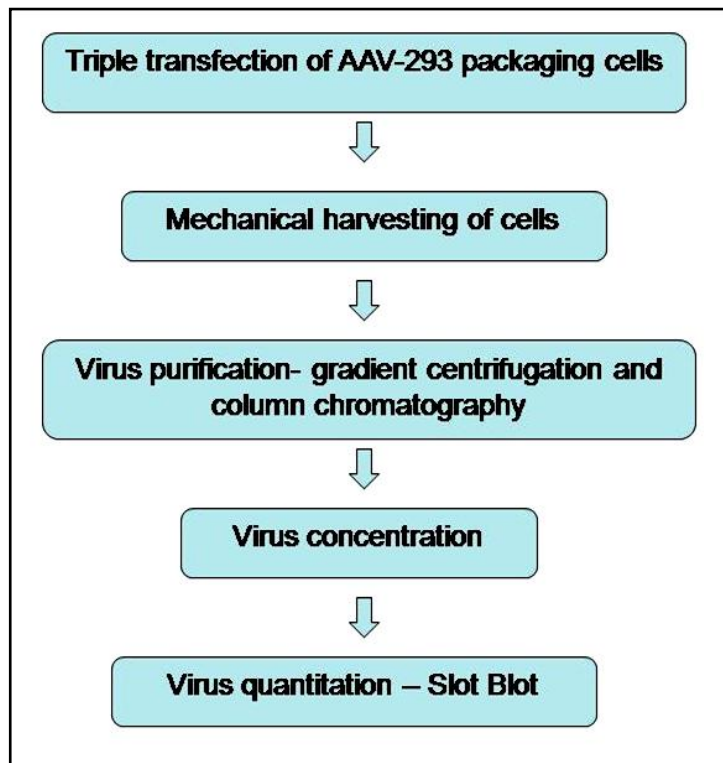 Triple transfection of AAV-293 packaging cells
Mechanical harvesting of cells
Virus purification- gradient centrifugation and
column chromatography
Virus concentration
Virus quantitation – Slot Blot